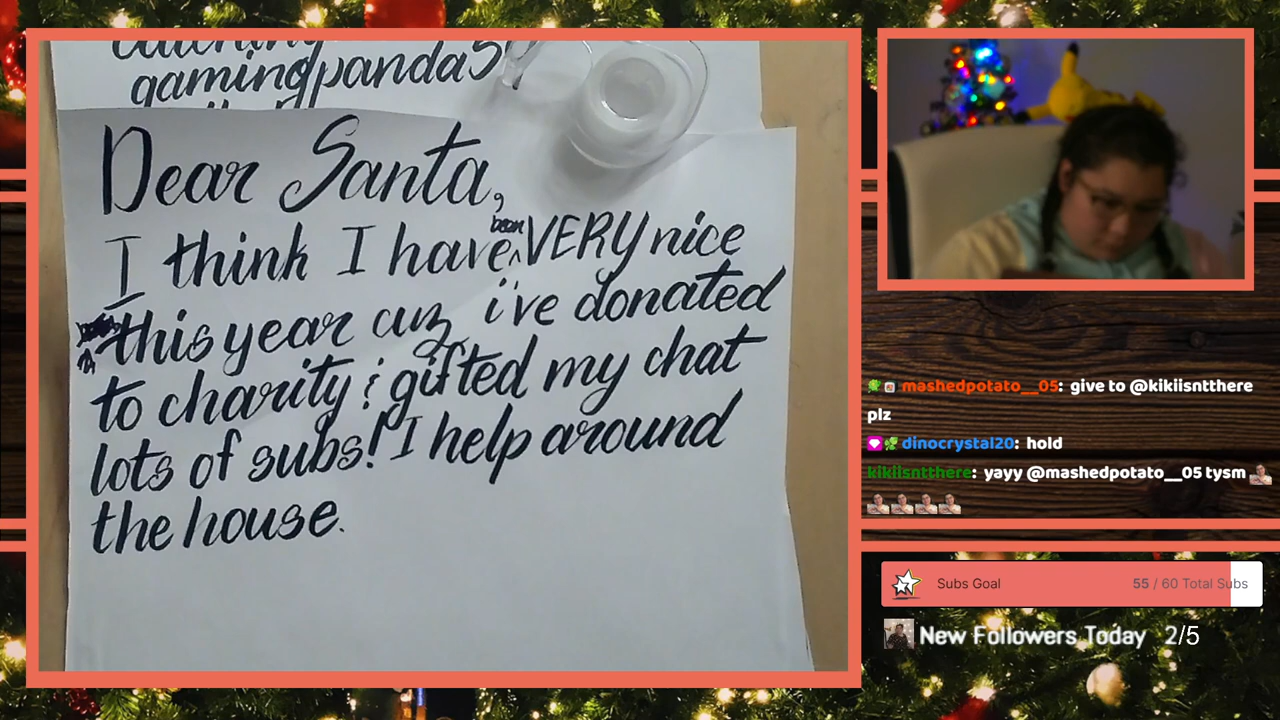 gamingpanda5
Dear Santa,
I think I have been VERY nice
this year cuz i've donated
to charity & gifted my chat
lots of subs! I help around
the house.
mashedpotato__05: give to @kikiisntthere
plz
dinocrystal20: hold
kikiisntthere: yayy @mashedpotato__05 tysm
Subs Goal 55 / 60 Total Subs
New Followers Today 2/5